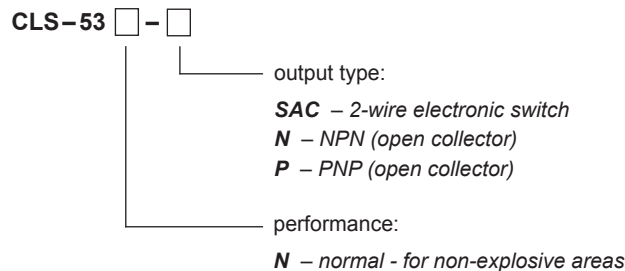 CLS–53 □ – □
output type:
SAC – 2-wire electronic switch
N – NPN (open collector)
P – PNP (open collector)
performance:
N – normal - for non-explosive areas